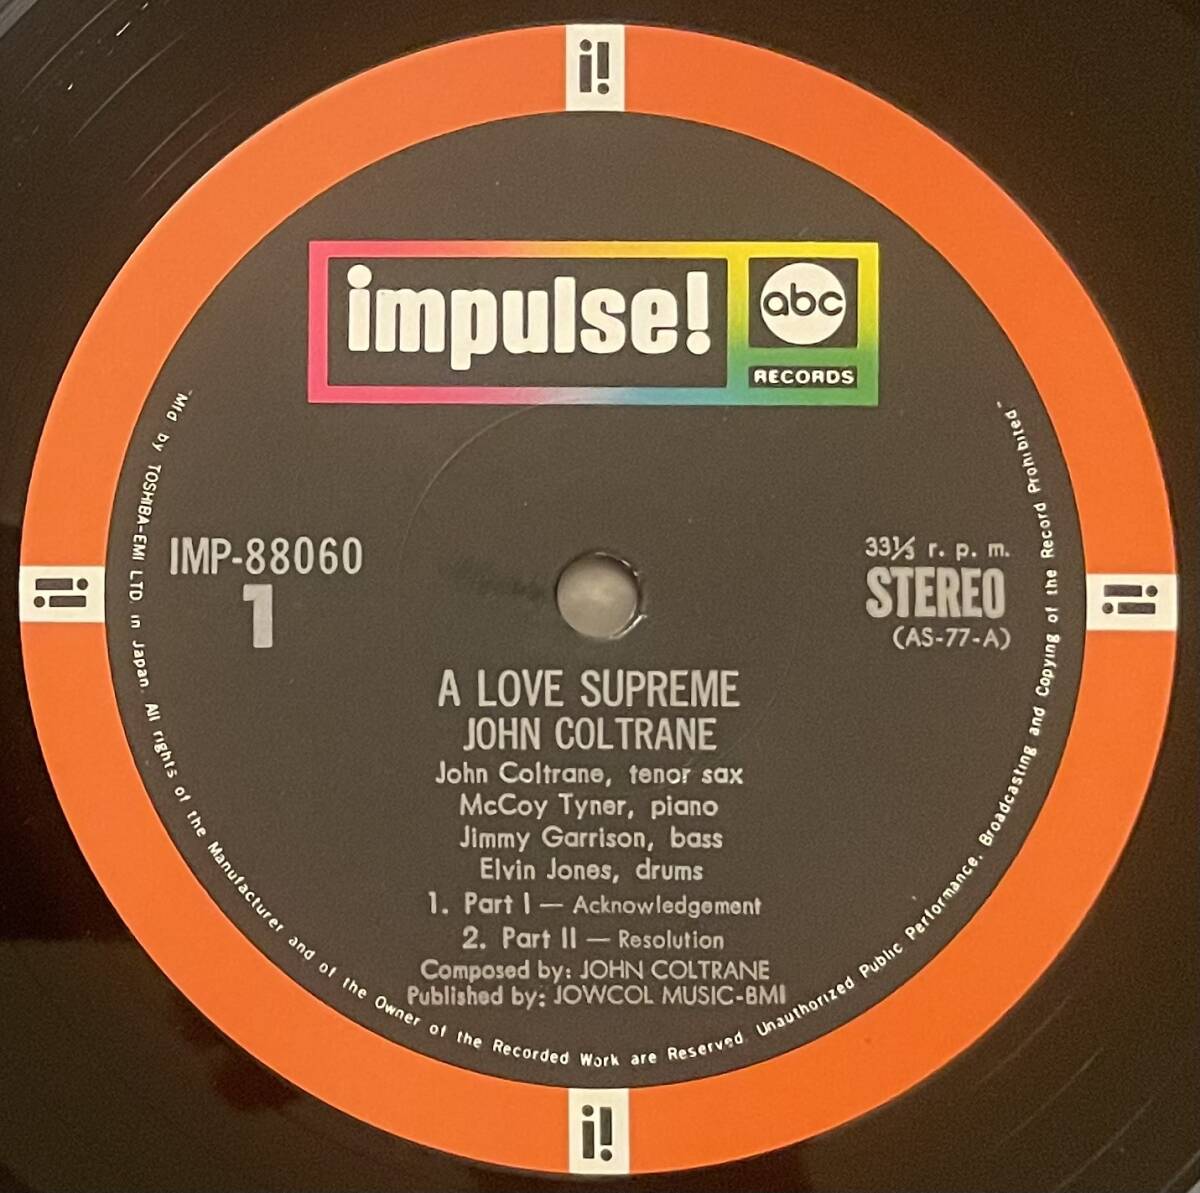 i!
impulse!
abc
RECORDS
IMP-88060
1
33⅓ r. p. m.
STEREO
(AS-77-A)
A LOVE SUPREME
JOHN COLTRANE
John Coltrane, tenor sax
McCoy Tyner, piano
Jimmy Garrison, bass
Elvin Jones, drums
1. Part I — Acknowledgement
2. Part II — Resolution
Composed by: JOHN COLTRANE
Published by: JOWCOL MUSIC-BMI
"Mfd by TOSHIBA-EMI LTD. in Japan. All rights of the Manufacturer and of the Owner of the Recorded Work are Reserved. Unauthorized Public Performance, Broadcasting and Copying of the Record Prohibited"
i!
i!
i!